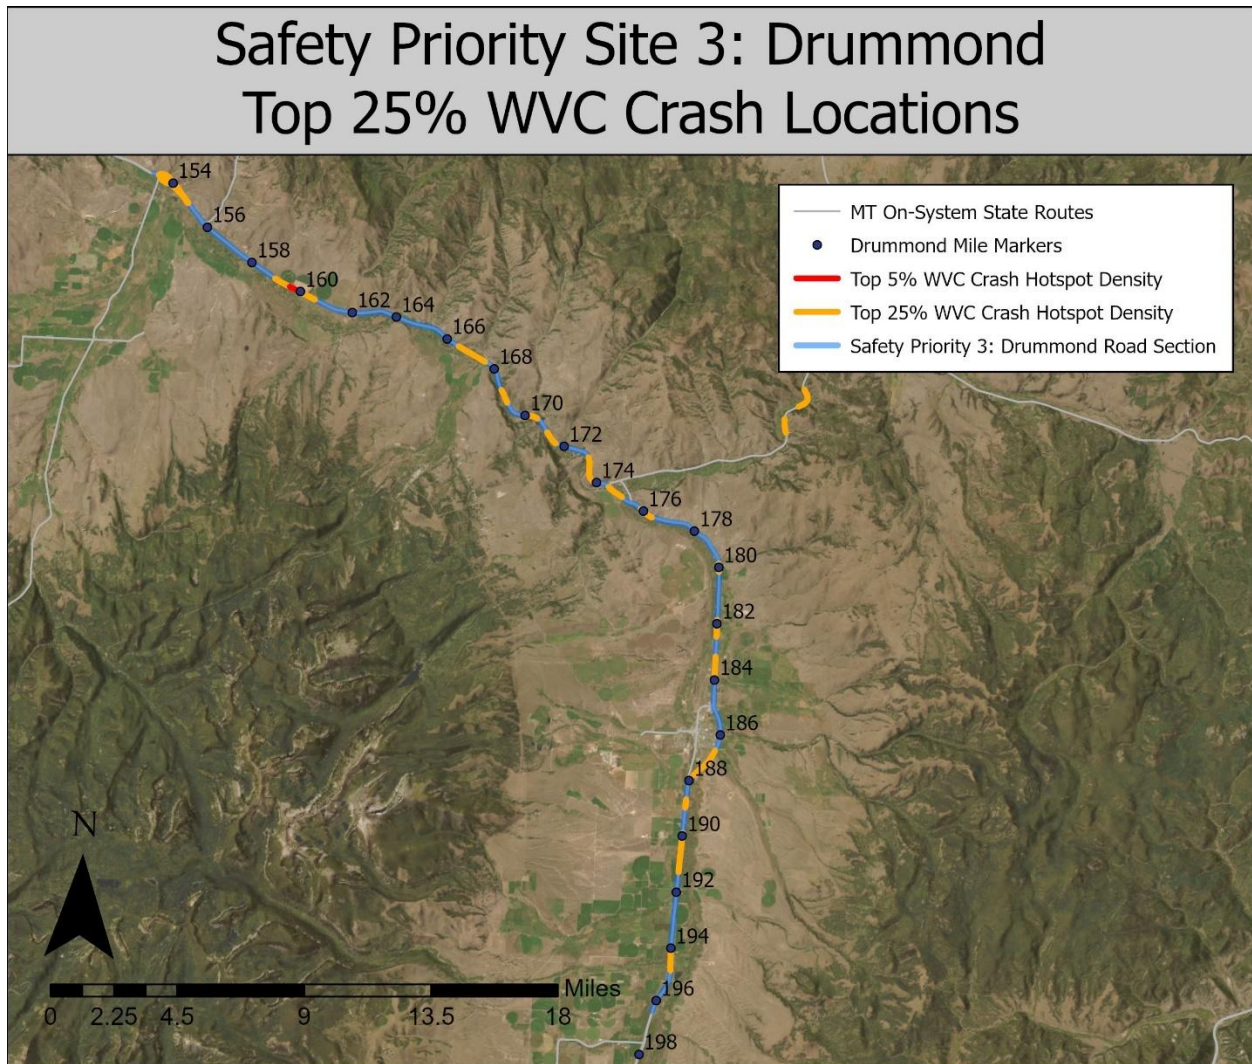 Safety Priority Site 3: Drummond
Top 25% WVC Crash Locations
MT On-System State Routes
Drummond Mile Markers
Top 5% WVC Crash Hotspot Density
Top 25% WVC Crash Hotspot Density
Safety Priority 3: Drummond Road Section
154
156
158
160
162
164
166
168
170
172
174
176
178
180
182
184
186
188
190
192
194
196
198
N
Miles
0 2.25 4.5 9 13.5 18